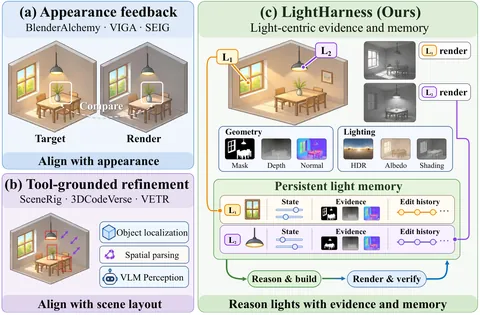 (a) Appearance feedback
BlenderAlchemy · VIGA · SEIG
Compare
Target
Render
Align with appearance
(b) Tool-grounded refinement
SceneRig · 3DCodeVerse · VETR
Object localization
Spatial parsing
VLM Perception
Align with scene layout
(c) LightHarness (Ours)
Light-centric evidence and memory
L₁
L₂
L₁ render
L₂ render
Geometry
Mask
Depth
Normal
Lighting
HDR
Albedo
Shading
Persistent light memory
L₁
State
Evidence
Edit history
L₂
State
Evidence
Edit history
Reason & build
Render & verify
Reason lights with evidence and memory